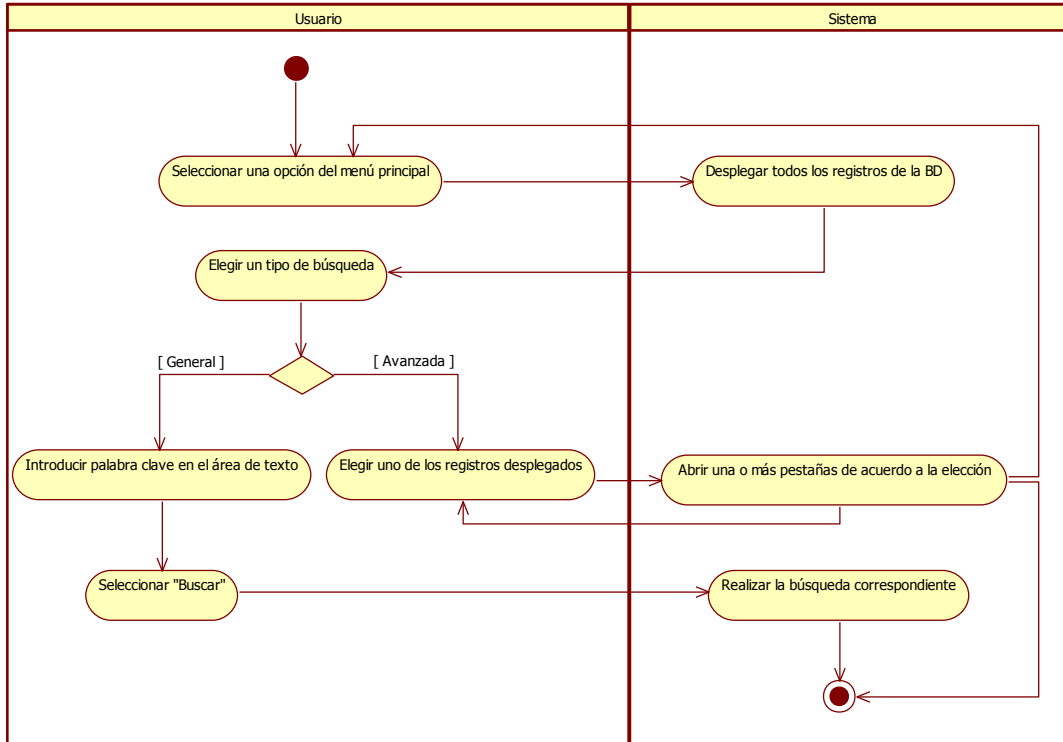 Usuario
Sistema
Seleccionar una opción del menú principal
Desplegar todos los registros de la BD
Elegir un tipo de búsqueda
[ General ]
[ Avanzada ]
Introducir palabra clave en el área de texto
Elegir uno de los registros desplegados
Abrir una o más pestañas de acuerdo a la elección
Seleccionar "Buscar"
Realizar la búsqueda correspondiente